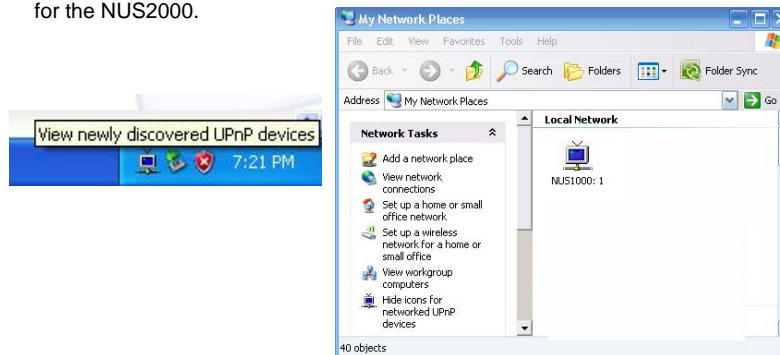 for the NUS2000.
View newly discovered UPnP devices
7:21 PM
My Network Places
File Edit View Favorites Tools Help
Back Search Folders Folder Sync
Address My Network Places Go
Network Tasks
Add a network place
View network
connections
Set up a home or small
office network
Set up a wireless
network for a home or
small office
View workgroup
computers
Hide icons for
networked UPnP
devices
Local Network
NUS1000: 1
40 objects